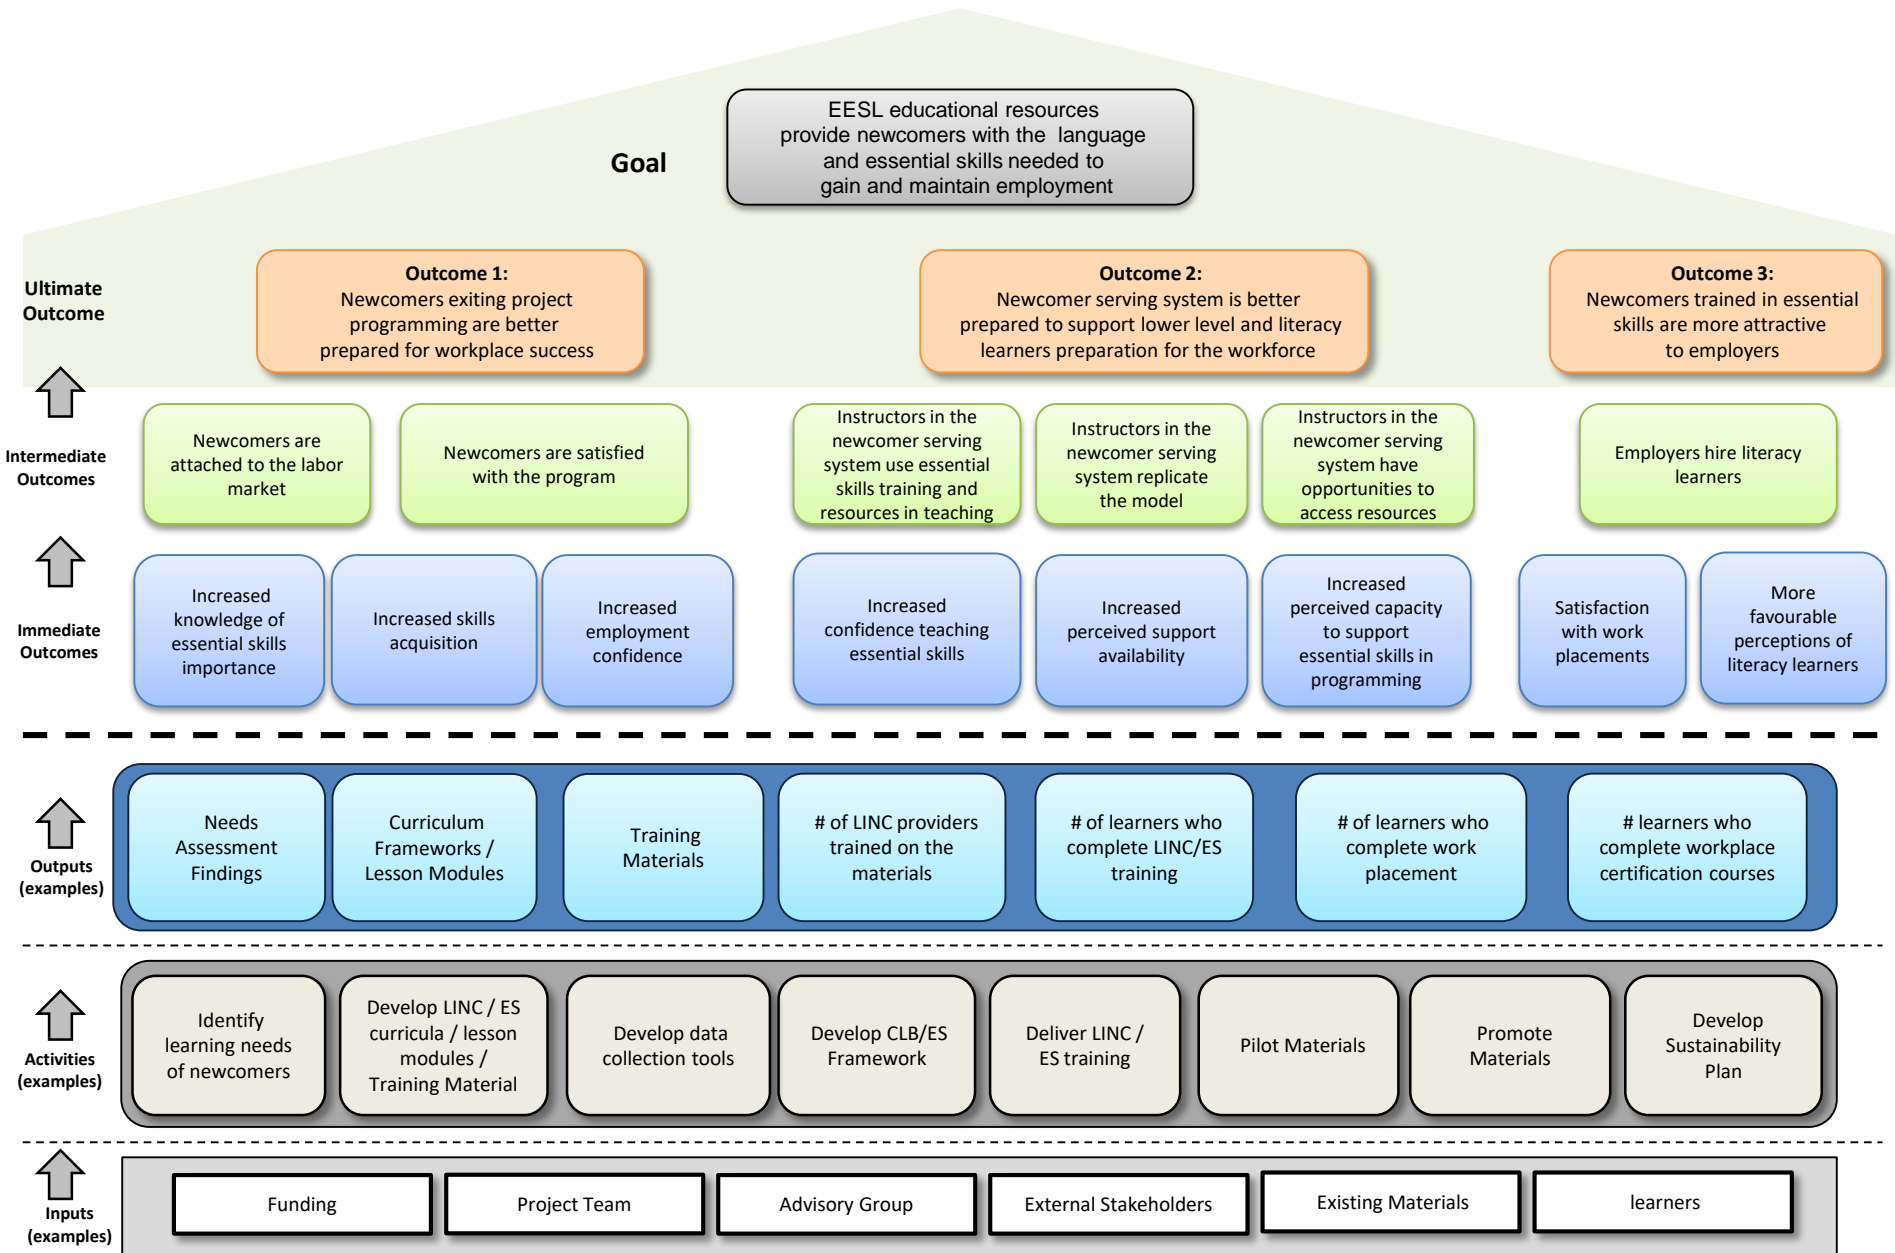 EESL educational resources
provide newcomers with the language
and essential skills needed to
gain and maintain employment
Goal
Ultimate
Outcome
Outcome 1:
Newcomers exiting project
programming are better
prepared for workplace success
Outcome 2:
Newcomer serving system is better
prepared to support lower level and literacy
learners preparation for the workforce
Outcome 3:
Newcomers trained in essential
skills are more attractive
to employers
Intermediate
Outcomes
Newcomers are
attached to the labor
market
Newcomers are satisfied
with the program
Instructors in the
newcomer serving
system use essential
skills training and
resources in teaching
Instructors in the
newcomer serving
system replicate
the model
Instructors in the
newcomer serving
system have
opportunities to
access resources
Employers hire literacy
learners
Immediate
Outcomes
Increased
knowledge of
essential skills
importance
Increased skills
acquisition
Increased
employment
confidence
Increased
confidence teaching
essential skills
Increased
perceived support
availability
Increased
perceived capacity
to support
essential skills in
programming
Satisfaction
with work
placements
More
favourable
perceptions of
literacy learners
Outputs
(examples)
Needs
Assessment
Findings
Curriculum
Frameworks /
Lesson Modules
Training
Materials
# of LINC providers
trained on the
materials
# of learners who
complete LINC/ES
training
# of learners who
complete work
placement
# learners who
complete workplace
certification courses
Activities
(examples)
Identify
learning needs
of newcomers
Develop LINC / ES
curricula / lesson
modules /
Training Material
Develop data
collection tools
Develop CLB/ES
Framework
Deliver LINC /
ES training
Pilot Materials
Promote
Materials
Develop
Sustainability
Plan
Inputs
(examples)
Funding
Project Team
Advisory Group
External Stakeholders
Existing Materials
learners